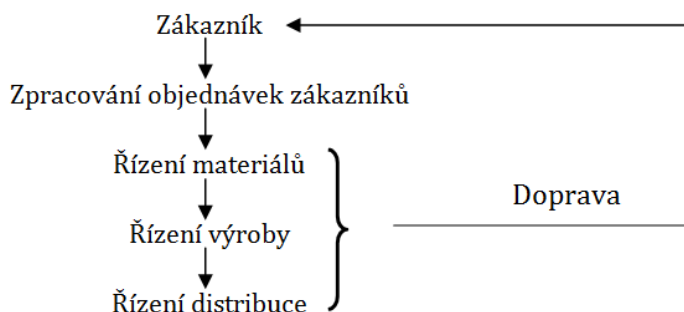 Zákazník
Zpracování objednávek zákazníků
Řízení materiálů
Doprava
Řízení výroby
Řízení distribuce